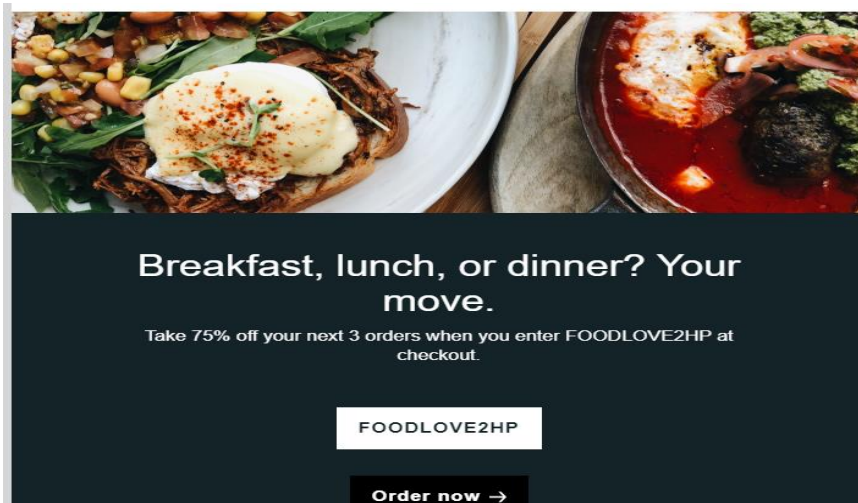 Breakfast, lunch, or dinner? Your
move.
Take 75% off your next 3 orders when you enter FOODLOVE2HP at
checkout.
FOODLOVE2HP
Order now →